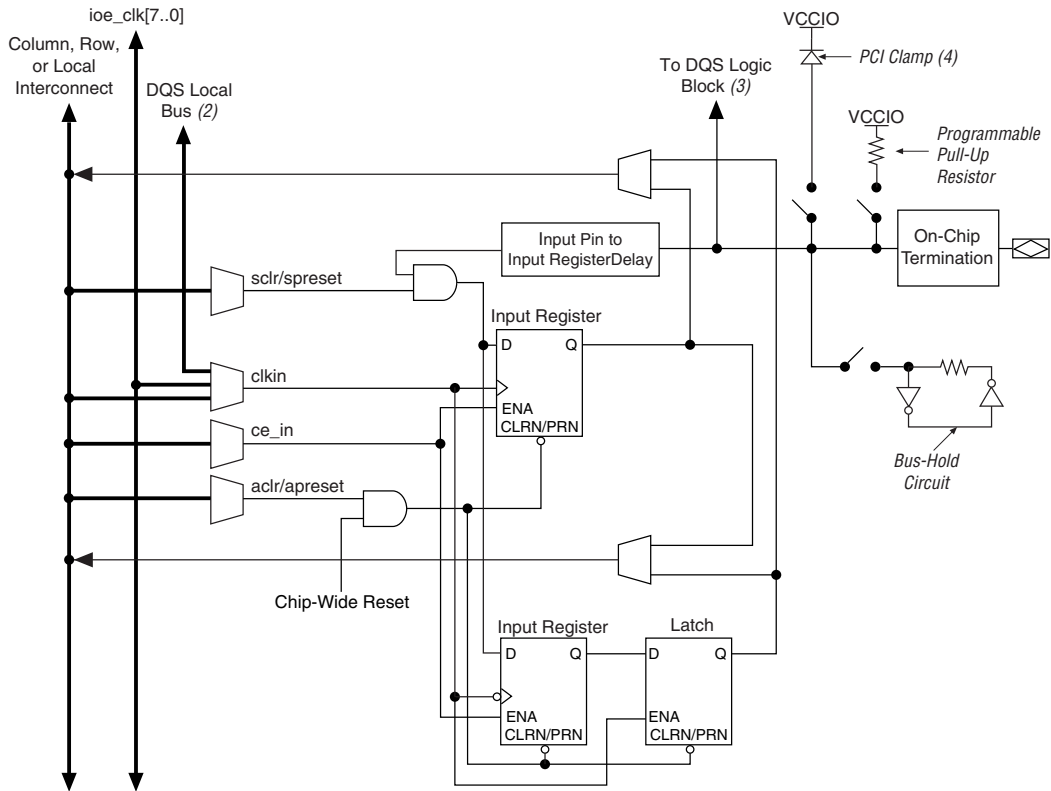 ioe_clk[7..0]
Column, Row,
or Local
Interconnect
DQS Local
Bus (2)
To DQS Logic
Block (3)
VCCIO
PCI Clamp (4)
VCCIO
Programmable
Pull-Up
Resistor
Input Pin to
Input RegisterDelay
On-Chip
Termination
sclr/spreset
Input Register
D
Q
clkin
ENA
CLRN/PRN
ce_in
aclr/apreset
Bus-Hold
Circuit
Chip-Wide Reset
Input Register
D
Q
ENA
CLRN/PRN
Latch
D
Q
ENA
CLRN/PRN